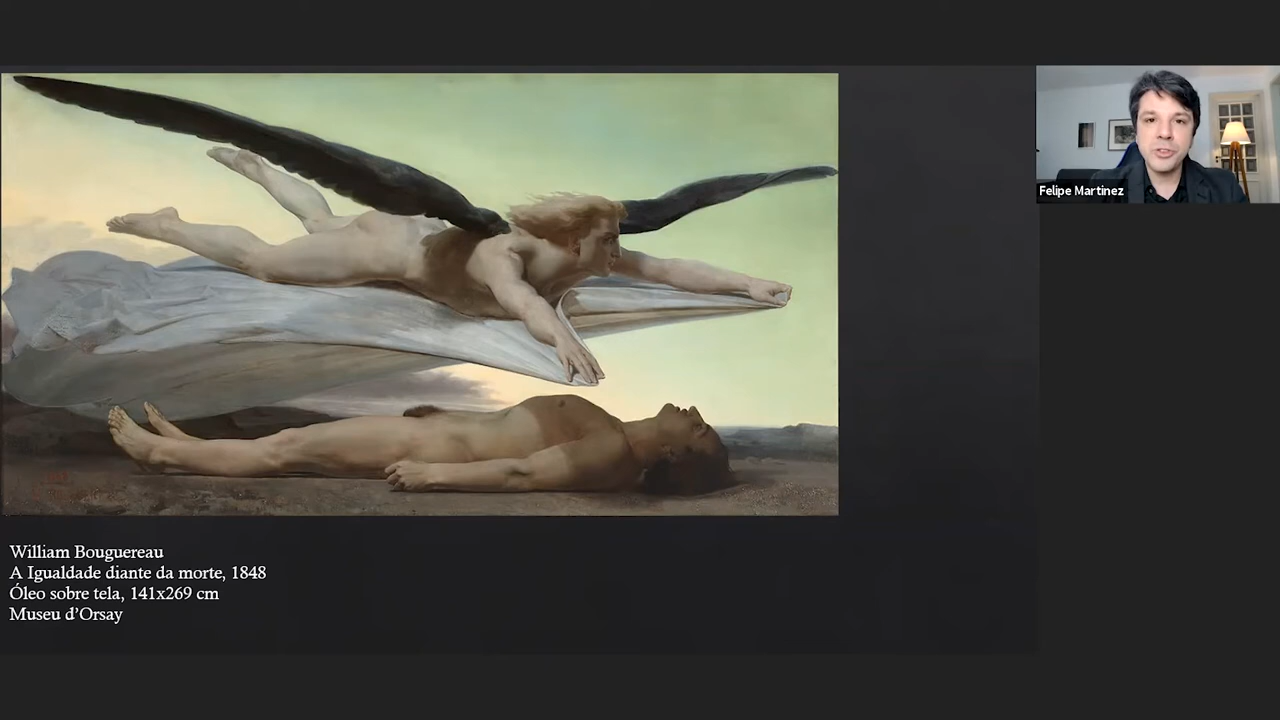 Felipe Martinez
William Bouguereau
A Igualdade diante da morte, 1848
Óleo sobre tela, 141x269 cm
Museu d'Orsay